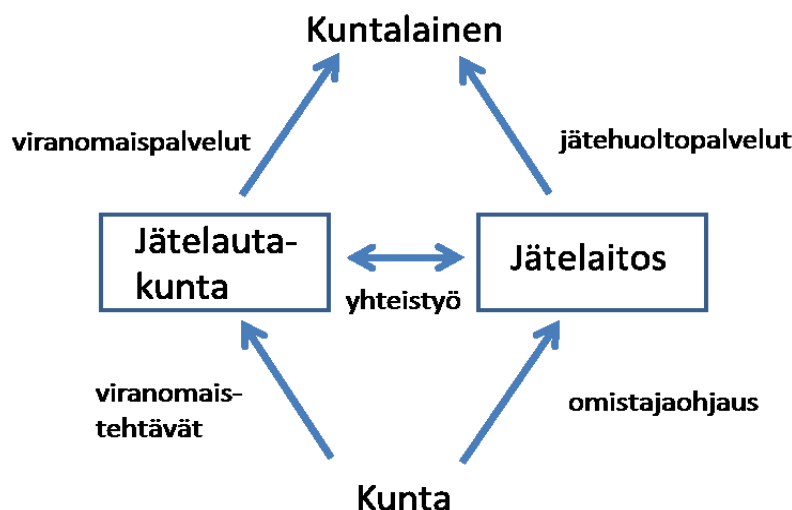 Kuntalainen
viranomaispalvelut
jätehuoltopalvelut
Jätelauta-
kunta
Jätelaitos
yhteistyö
viranomais-
tehtävät
omistajaohjaus
Kunta